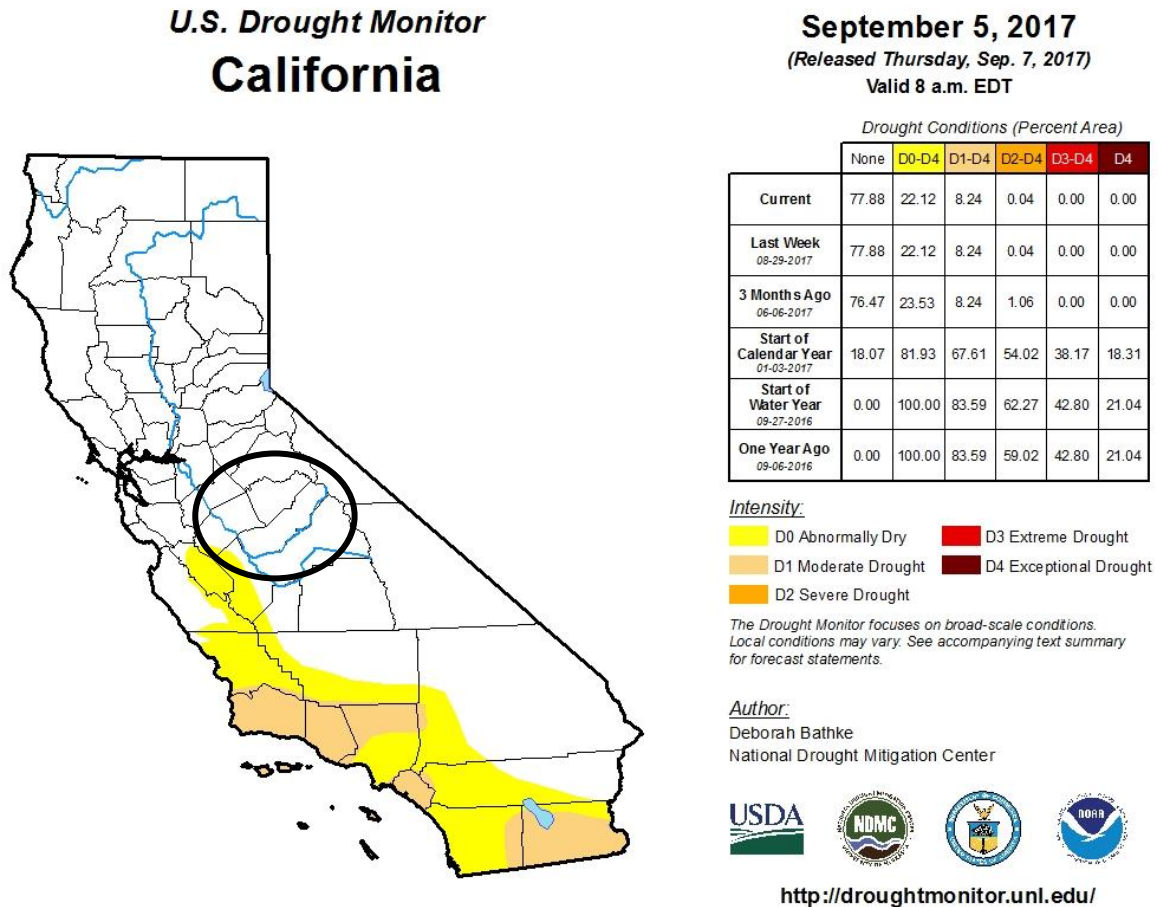 U.S. Drought Monitor
California
September 5, 2017
(Released Thursday, Sep. 7, 2017)
Valid 8 a.m. EDT
Drought Conditions (Percent Area)
None D0-D4 D1-D4 D2-D4 D3-D4 D4
Current 77.88 22.12 8.24 0.04 0.00 0.00
Last Week
08-29-2017 77.88 22.12 8.24 0.04 0.00 0.00
3 Months Ago
06-06-2017 76.47 23.53 8.24 1.06 0.00 0.00
Start of
Calendar Year
01-03-2017 18.07 81.93 67.61 54.02 38.17 18.31
Start of
Water Year
09-27-2016 0.00 100.00 83.59 62.27 42.80 21.04
One Year Ago
09-06-2016 0.00 100.00 83.59 59.02 42.80 21.04
Intensity:
D0 Abnormally Dry
D1 Moderate Drought
D2 Severe Drought
D3 Extreme Drought
D4 Exceptional Drought
The Drought Monitor focuses on broad-scale conditions.
Local conditions may vary. See accompanying text summary
for forecast statements.
Author:
Deborah Bathke
National Drought Mitigation Center
USDA
NDMC
NOAA
http://droughtmonitor.unl.edu/